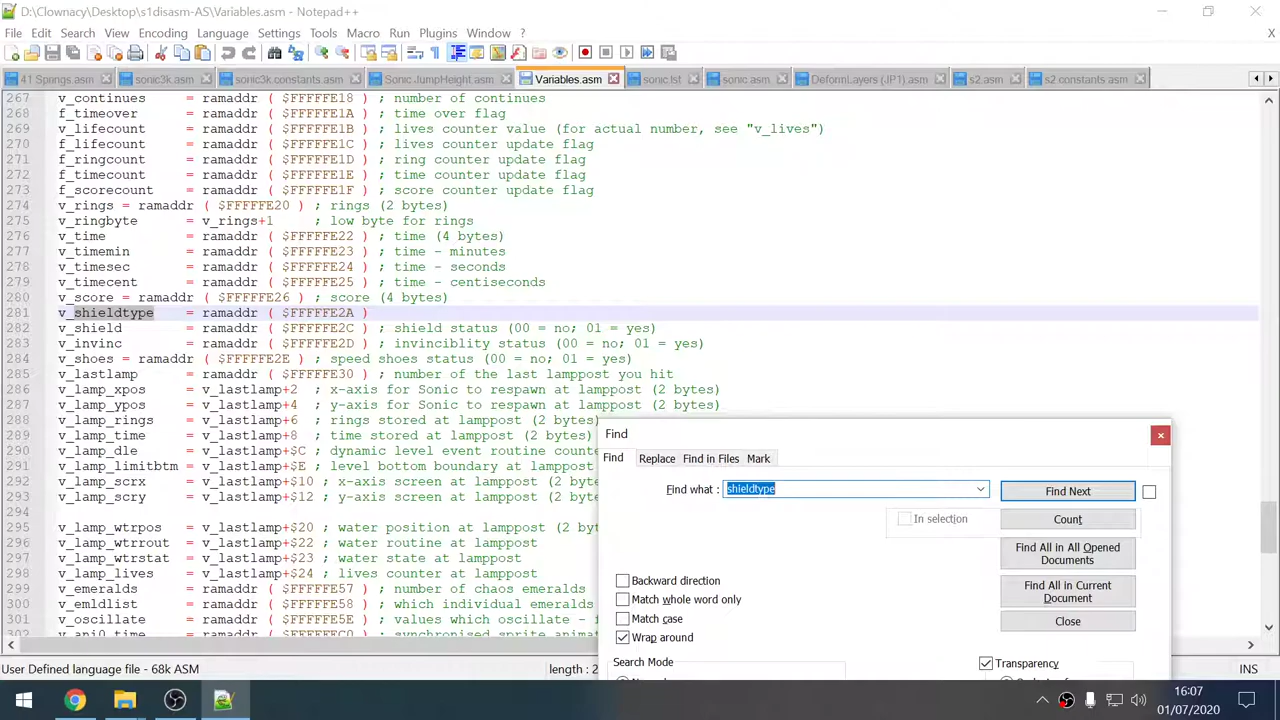 D:\Clownacy\Desktop\s1disasm-AS\Variables.asm - Notepad++
File Edit Search View Encoding Language Settings Tools Macro Run Plugins Window ?
41 Springs.asm sonic3k.asm sonic3k.constants.asm Sonic JumpHeight.asm Variables.asm sonic.lst sonic.asm DeformLayers (JP1).asm s2.asm s2.constants.asm
267 v_continues = ramaddr ( $FFFFFE18 ) ; number of continues
268 f_timeover = ramaddr ( $FFFFFE1A ) ; time over flag
269 v_lifecount = ramaddr ( $FFFFFE1B ) ; lives counter value (for actual number, see "v_lives")
270 f_lifecount = ramaddr ( $FFFFFE1C ) ; lives counter update flag
271 f_ringcount = ramaddr ( $FFFFFE1D ) ; ring counter update flag
272 f_timecount = ramaddr ( $FFFFFE1E ) ; time counter update flag
273 f_scorecount = ramaddr ( $FFFFFE1F ) ; score counter update flag
274 v_rings = ramaddr ( $FFFFFE20 ) ; rings (2 bytes)
275 v_ringbyte = v_rings+1 ; low byte for rings
276 v_time = ramaddr ( $FFFFFE22 ) ; time (4 bytes)
277 v_timemin = ramaddr ( $FFFFFE23 ) ; time - minutes
278 v_timesec = ramaddr ( $FFFFFE24 ) ; time - seconds
279 v_timecent = ramaddr ( $FFFFFE25 ) ; time - centiseconds
280 v_score = ramaddr ( $FFFFFE26 ) ; score (4 bytes)
281 v_shieldtype = ramaddr ( $FFFFFE2A )
282 v_shield = ramaddr ( $FFFFFE2C ) ; shield status (00 = no; 01 = yes)
283 v_invinc = ramaddr ( $FFFFFE2D ) ; invinciblity status (00 = no; 01 = yes)
284 v_shoes = ramaddr ( $FFFFFE2E ) ; speed shoes status (00 = no; 01 = yes)
285 v_lastlamp = ramaddr ( $FFFFFE30 ) ; number of the last lamppost you hit
286 v_lamp_xpos = v_lastlamp+2 ; x-axis for Sonic to respawn at lamppost (2 bytes)
287 v_lamp_ypos = v_lastlamp+4 ; y-axis for Sonic to respawn at lamppost (2 bytes)
288 v_lamp_rings = v_lastlamp+6 ; rings stored at lamppost (2 bytes)
289 v_lamp_time = v_lastlamp+8 ; time stored at lamppost (2 bytes)
290 v_lamp_dle = v_lastlamp+$C ; dynamic level event routine counte
291 v_lamp_limitbtm = v_lastlamp+$E ; level bottom boundary at lamppos
292 v_lamp_scrx = v_lastlamp+$10 ; x-axis screen at lamppost (2
293 v_lamp_scry = v_lastlamp+$12 ; y-axis screen at lamppost (2
294
295 v_lamp_wtrpos = v_lastlamp+$20 ; water position at lamppost (2 byt
296 v_lamp_wtrrout = v_lastlamp+$22 ; water routine at lamppost
297 v_lamp_wtrstat = v_lastlamp+$23 ; water state at lamppost
298 v_lamp_lives = v_lastlamp+$24 ; lives counter at lamppost
299 v_emeralds = ramaddr ( $FFFFFE57 ) ; number of chaos emeralds
300 v_emldlist = ramaddr ( $FFFFFE58 ) ; which individual emeralds
301 v_oscillate = ramaddr ( $FFFFFE5E ) ; values which oscillate - f
302 v_ani0_time = ramaddr ( $FFFFFEC0 ) ; synchronised sprite anima
Find
Find Replace Find in Files Mark
Find what : shieldtype
Find Next
In selection
Count
Find All in All Opened Documents
Backward direction
Find All in Current Document
Match whole word only
Match case
Close
Wrap around
Search Mode
Transparency
User Defined language file - 68k ASM
length : 2
INS
16:07
01/07/2020